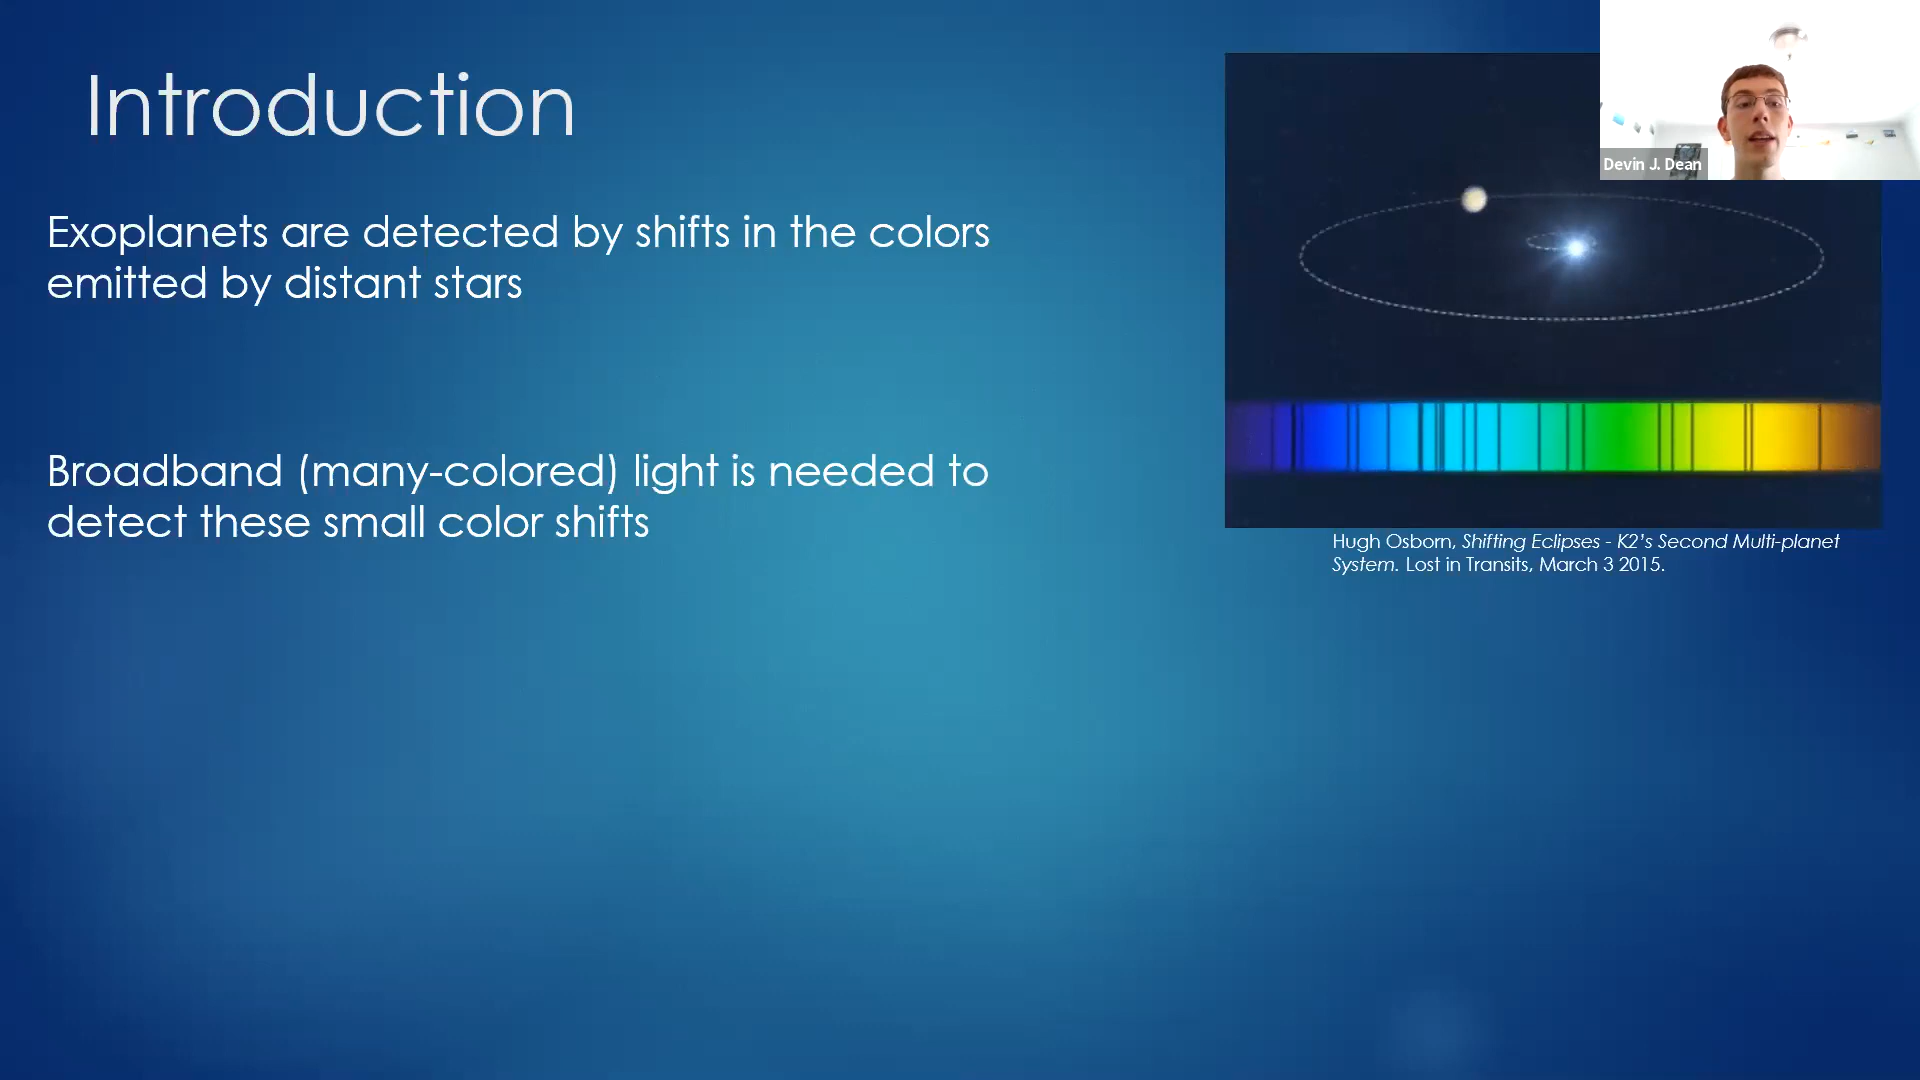 Introduction
Devin J. Dean
Exoplanets are detected by shifts in the colors
emitted by distant stars
Broadband (many-colored) light is needed to
detect these small color shifts
Hugh Osborn, Shifting Eclipses - K2’s Second Multi-planet
System. Lost in Transits, March 3 2015.